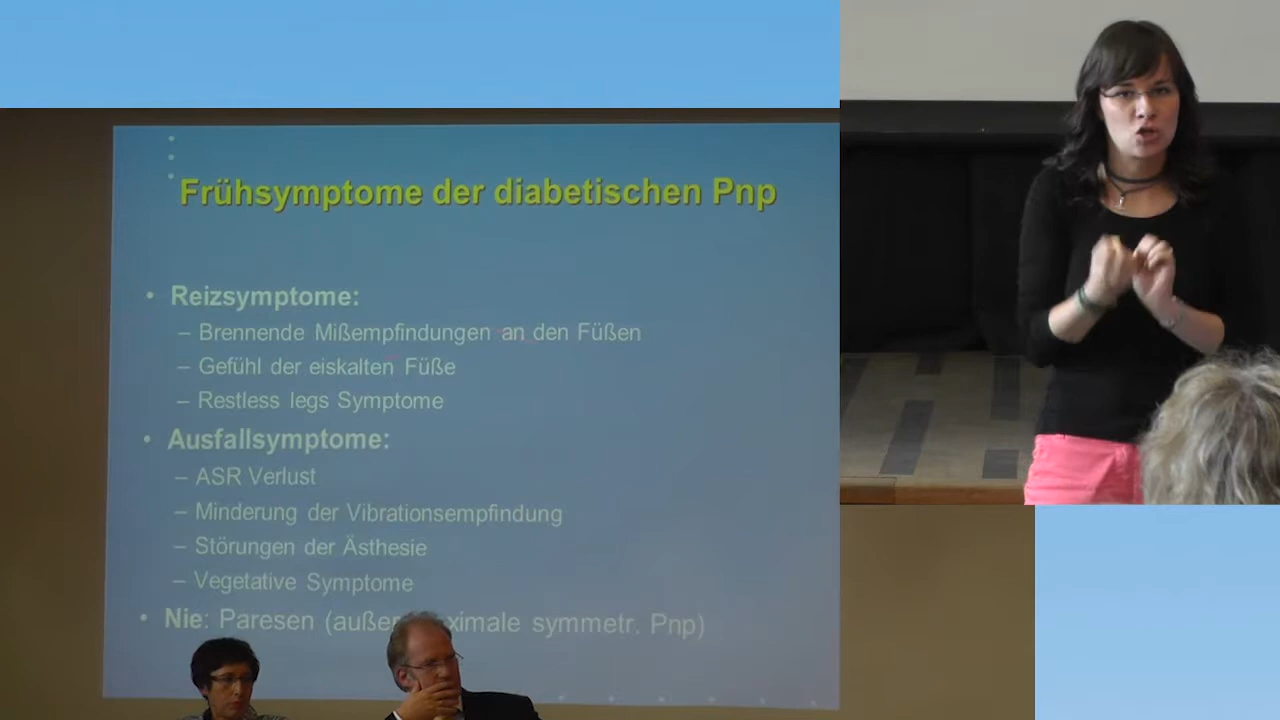 Frühsymptome der diabetischen Pnp
• Reizsymptome:
– Brennende Mißempfindungen an den Füßen
– Gefühl der eiskalten Füße
– Restless legs Symptome
• Ausfallsymptome:
– ASR Verlust
– Minderung der Vibrationsempfindung
– Störungen der Ästhesie
– Vegetative Symptome
• Nie: Paresen (außer symmetr. Pnp)